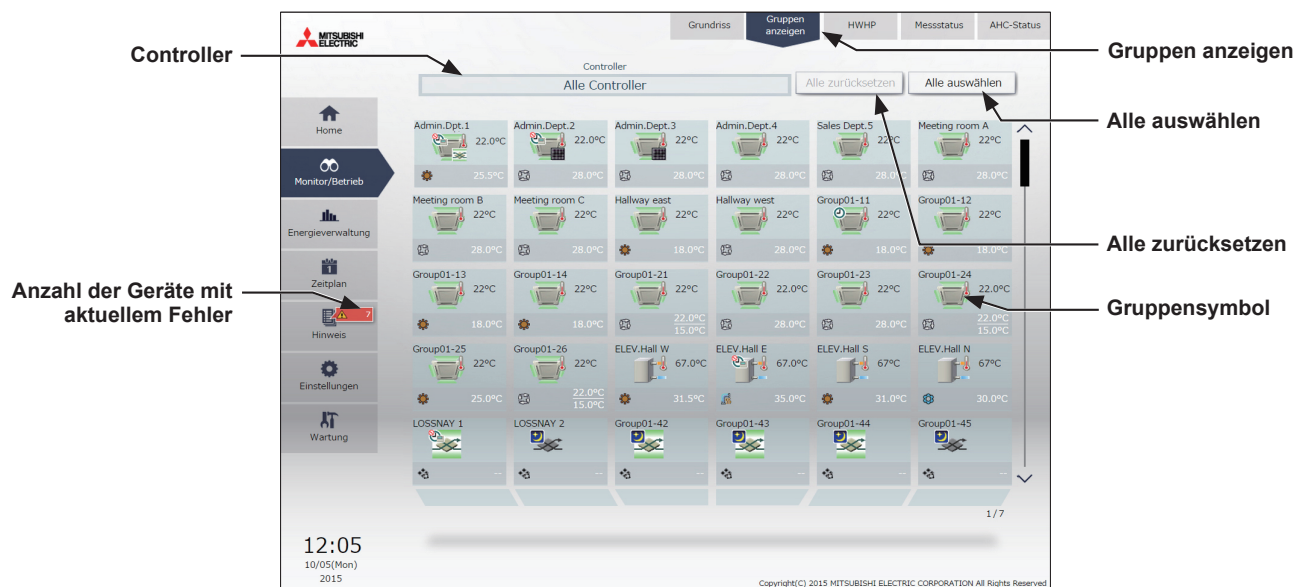 MITSUBISHI
ELECTRIC
Grundriss
Gruppen
anzeigen
HWHP
Messstatus
AHC-Status
Controller
Gruppen anzeigen
Controller
Alle Controller
Alle zurücksetzen
Alle auswählen
Alle auswählen
Home
Monitor/Betrieb
Energieverwaltung
1
Zeitplan
Anzahl der Geräte mit
aktuellem Fehler
7
Hinweis
Einstellungen
Wartung
Admin.Dpt.1
22.0°C
25.5°C
Admin.Dept.2
22.0°C
28.0°C
Admin.Dept.3
22°C
28.0°C
Admin.Dept.4
22°C
28.0°C
Sales Dept.5
22°C
28.0°C
Meeting room A
22°C
28.0°C
Meeting room B
22°C
28.0°C
Meeting room C
22°C
28.0°C
Hallway east
22°C
18.0°C
Hallway west
22°C
28.0°C
Group01-11
22°C
18.0°C
Group01-12
22°C
18.0°C
Alle zurücksetzen
Group01-13
22°C
18.0°C
Group01-14
22°C
18.0°C
Group01-21
22°C
22.0°C
15.0°C
Group01-22
22.0°C
28.0°C
Group01-23
22°C
28.0°C
Group01-24
22.0°C
22.0°C
15.0°C
Gruppensymbol
Group01-25
22°C
25.0°C
Group01-26
22°C
22.0°C
15.0°C
ELEV.Hall W
67.0°C
31.5°C
ELEV.Hall E
67.0°C
35.0°C
ELEV.Hall S
67°C
31.0°C
ELEV.Hall N
67°C
30.0°C
LOSSNAY 1
--
LOSSNAY 2
--
Group01-42
--
Group01-43
--
Group01-44
--
Group01-45
--
1/7
12:05
10/05(Mon)
2015
Copyright(C) 2015 MITSUBISHI ELECTRIC CORPORATION All Rights Reserved